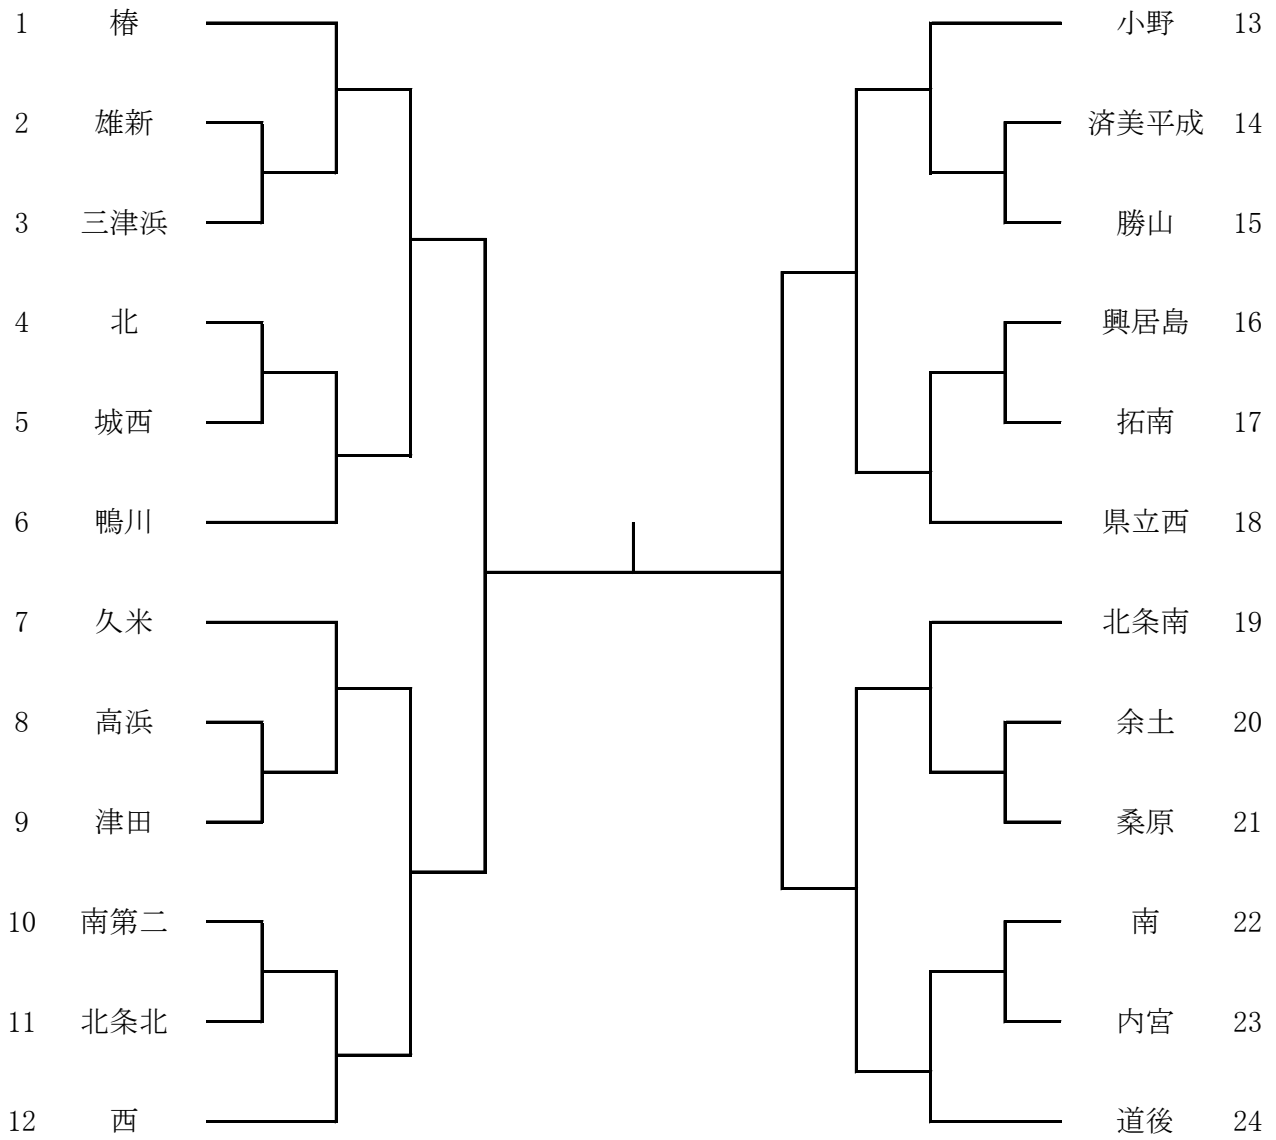 1 椿
2 雄新
3 三津浜
4 北
5 城西
6 鴨川
7 久米
8 高浜
9 津田
10 南第二
11 北条北
12 西
小野 13
済美平成 14
勝山 15
興居島 16
拓南 17
県立西 18
北条南 19
余土 20
桑原 21
南 22
内宮 23
道後 24